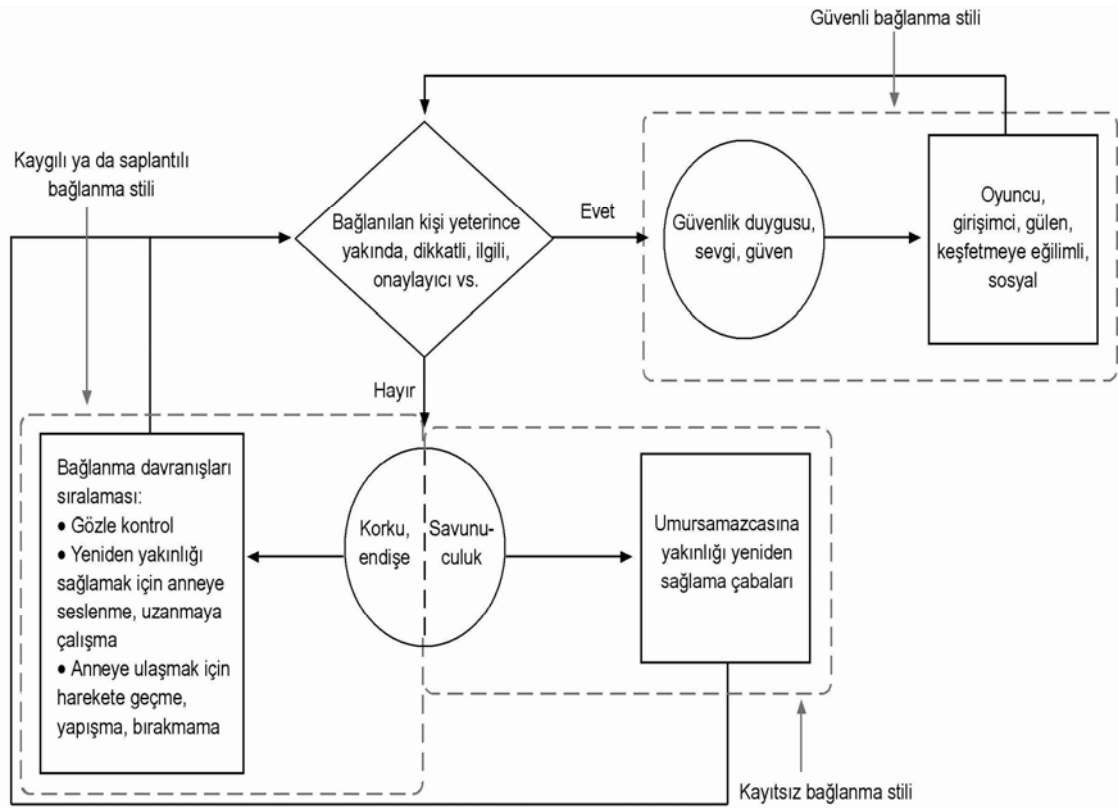 Güvenli bağlanma stili
Kaygılı ya da saplantılı
bağlanma stili
Bağlanılan kişi yeterince
yakında, dikkatli, ilgili,
onaylayıcı vs.
Evet
Güvenlik duygusu,
sevgi, güven
Oyuncu,
girişimci, gülen,
keşfetmeye eğilimli,
sosyal
Hayır
Bağlanma davranışları
sıralaması:
● Gözle kontrol
● Yeniden yakınlığı
sağlamak için anneye
seslenme, uzanmaya
çalışma
● Anneye ulaşmak için
harekete geçme,
yapışma, bırakmama
Korku,
endişe
Savunu-
culuk
Umursamazcasına
yakınlığı yeniden
sağlama çabaları
Kayıtsız bağlanma stili